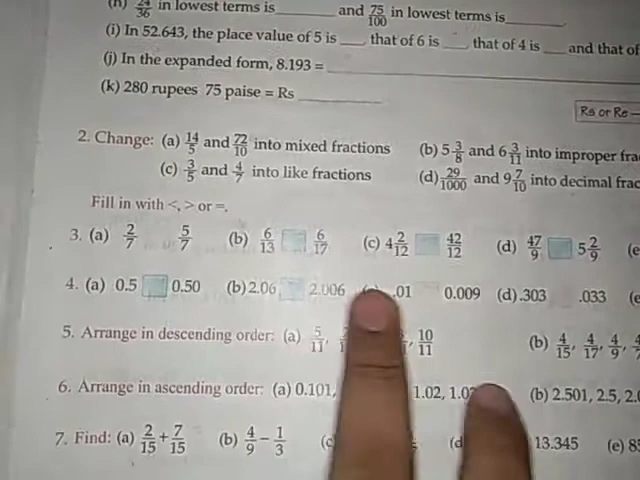 (h) 24/36 in lowest terms is ______ and 75/100 in lowest terms is ______.
(i) In 52.643, the place value of 5 is ___ that of 6 is ___ that of 4 is ___ and that of
(j) In the expanded form, 8.193 = ______
(k) 280 rupees 75 paise = Rs ______
Rs or Re
2. Change: (a) 14/5 and 72/10 into mixed fractions (b) 5 3/8 and 6 3/11 into improper fra
(c) 3/5 and 4/7 into like fractions (d) 29/1000 and 9 7/10 into decimal frac
Fill in with <, > or =.
3. (a) 2/7 5/7 (b) 6/13 □ 6/17 (c) 4 2/12 □ 42/12 (d) 47/9 □ 5 2/9 (e
4. (a) 0.5 □ 0.50 (b) 2.06 □ 2.006 .01 0.009 (d) .303 .033 (e
5. Arrange in descending order: (a) 5/11, 10/11 (b) 4/15, 4/17, 4/9,
6. Arrange in ascending order: (a) 0.101, 1.02, (b) 2.501, 2.5,
7. Find: (a) 2/15 + 7/15 (b) 4/9 − 1/3 (c (d 13.345 (e)